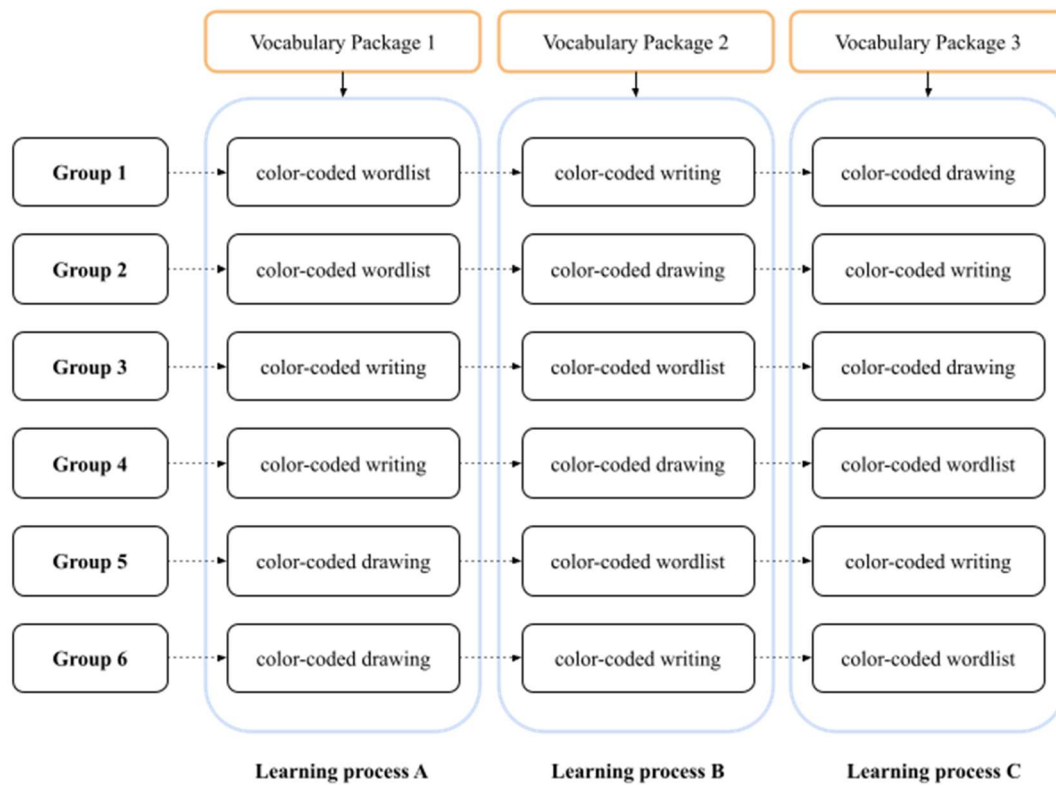 Vocabulary Package 1
Vocabulary Package 2
Vocabulary Package 3
Group 1
color-coded wordlist
color-coded writing
color-coded drawing
Group 2
color-coded wordlist
color-coded drawing
color-coded writing
Group 3
color-coded writing
color-coded wordlist
color-coded drawing
Group 4
color-coded writing
color-coded drawing
color-coded wordlist
Group 5
color-coded drawing
color-coded wordlist
color-coded writing
Group 6
color-coded drawing
color-coded writing
color-coded wordlist
Learning process A
Learning process B
Learning process C